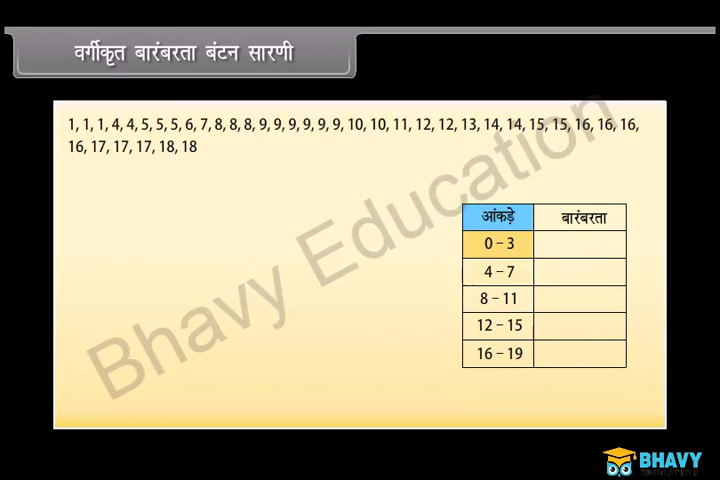 वर्गीकृत बारंबरता बंटन सारणी
1, 1, 1, 4, 4, 5, 5, 5, 6, 7, 8, 8, 8, 9, 9, 9, 9, 9, 9, 10, 10, 11, 12, 12, 13, 14, 14, 15, 15, 16, 16, 16,
16, 17, 17, 17, 18, 18
आंकड़े बारंबरता
0 – 3
4 – 7
8 – 11
12 – 15
16 – 19
Bhavy Education
BHAVY
EDUCATION